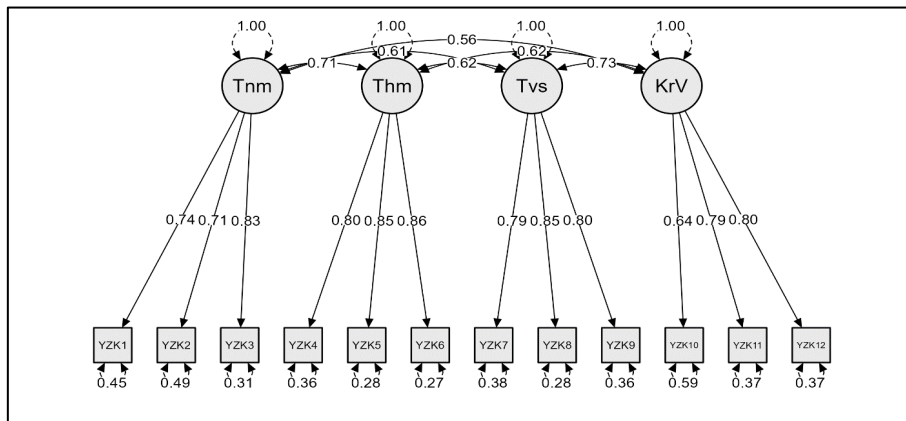 1.00 1.00 1.00 1.00
0.56
0.61 0.62
0.71 0.62 0.73
Tnm Thm Tvs KrV
0.74 0.71 0.83 0.80 0.85 0.86 0.79 0.85 0.80 0.64 0.79 0.80
YZK1 YZK2 YZK3 YZK4 YZK5 YZK6 YZK7 YZK8 YZK9 YZK10 YZK11 YZK12
0.45 0.49 0.31 0.36 0.28 0.27 0.38 0.28 0.36 0.59 0.37 0.37